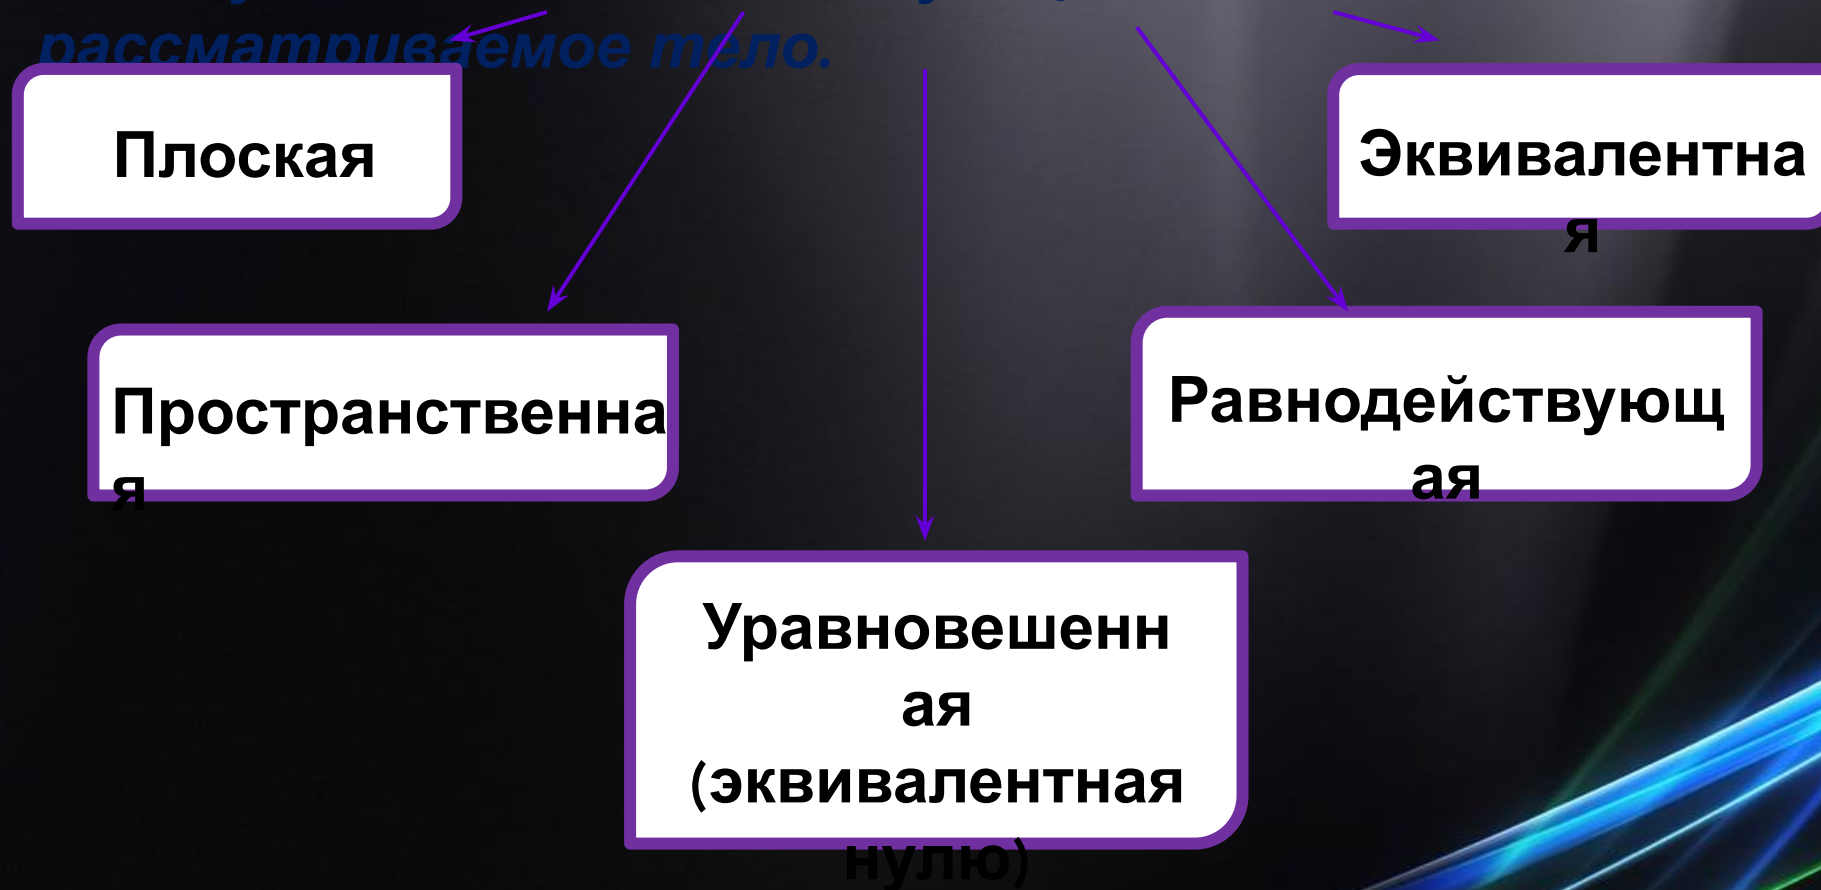 рассматриваемое тело.
Плоская
Эквивалентна
я
Пространственна
я
Равнодействующ
ая
Уравновешенн
ая
(эквивалентная
нулю)